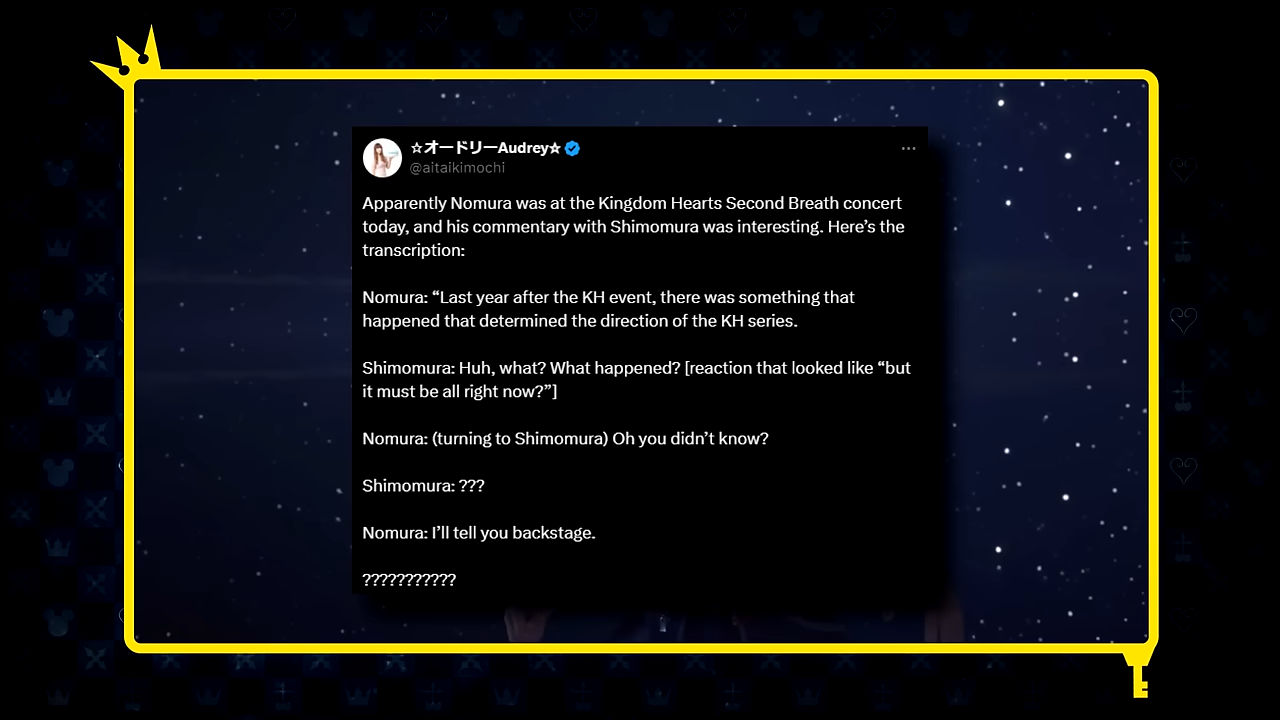 ☆オードリーAudrey☆
@aitaikimochi
Apparently Nomura was at the Kingdom Hearts Second Breath concert
today, and his commentary with Shimomura was interesting. Here’s the
transcription:
Nomura: “Last year after the KH event, there was something that
happened that determined the direction of the KH series.
Shimomura: Huh, what? What happened? [reaction that looked like “but
it must be all right now?”]
Nomura: (turning to Shimomura) Oh you didn’t know?
Shimomura: ???
Nomura: I’ll tell you backstage.
???????????